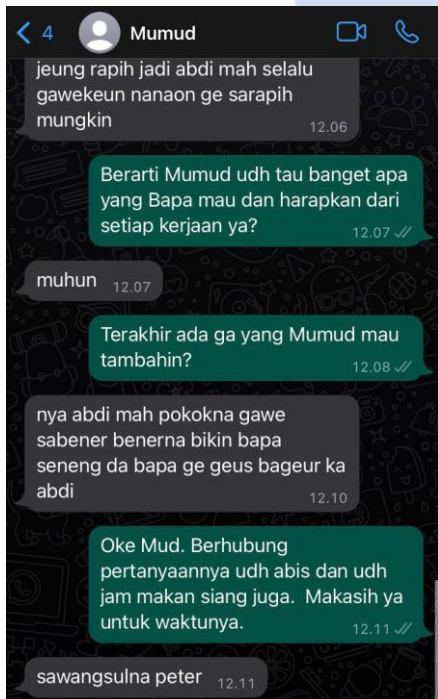 4 Mumud
jeung rapih jadi abdi mah selalu
gawekeun nanaon ge sarapih
mungkin
12.06
Berarti Mumud udh tau banget apa
yang Bapa mau dan harapkan dari
setiap kerjaan ya?
12.07
muhun 12.07
Terakhir ada ga yang Mumud mau
tambahin?
12.08
nya abdi mah pokokna gawe
sabener benerna bikin bapa
seneng da bapa ge geus bageur ka
abdi
12.10
Oke Mud. Berhubung
pertanyaannya udh abis dan udh
jam makan siang juga.  Makasih ya
untuk waktunya.
12.11
sawangsulna peter 12.11